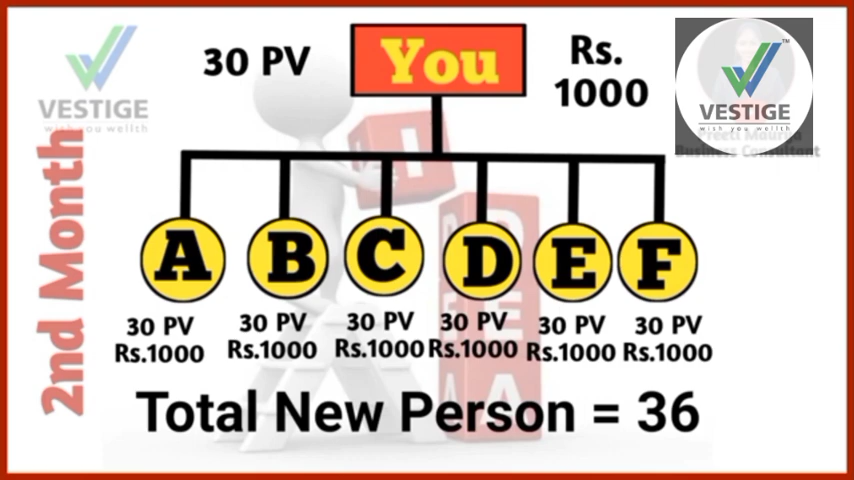 30 PV
You
Rs.
1000
VESTIGE
wish you wellth
VESTIGE
wish you wellth
TM
Business Consultant
2nd Month
A B C D E F
30 PV 30 PV 30 PV 30 PV 30 PV 30 PV
Rs.1000 Rs.1000 Rs.1000 Rs.1000 Rs.1000 Rs.1000
Total New Person = 36